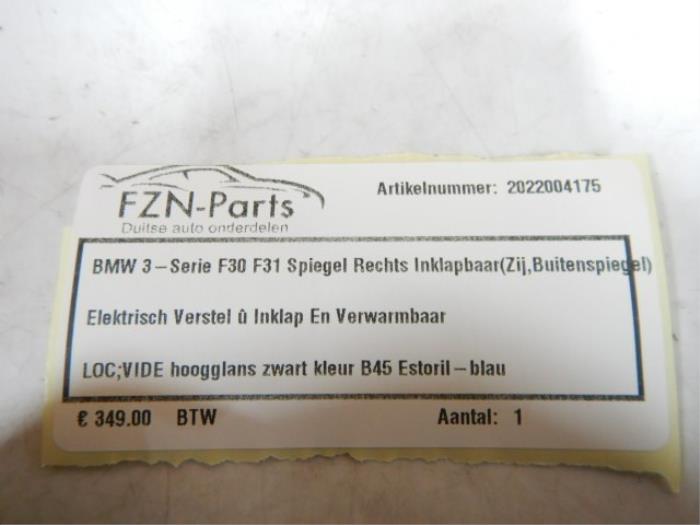 FZN-Parts
Duitse auto onderdelen
Artikelnummer: 2022004175
BMW 3-Serie F30 F31 Spiegel Rechts Inklapbaar(Zij,Buitenspiegel)
Elektrisch Verstel û Inklap En Verwarmbaar
LOC;VIDE hoogglans zwart kleur B45 Estoril-blau
€ 349.00 BTW Aantal: 1